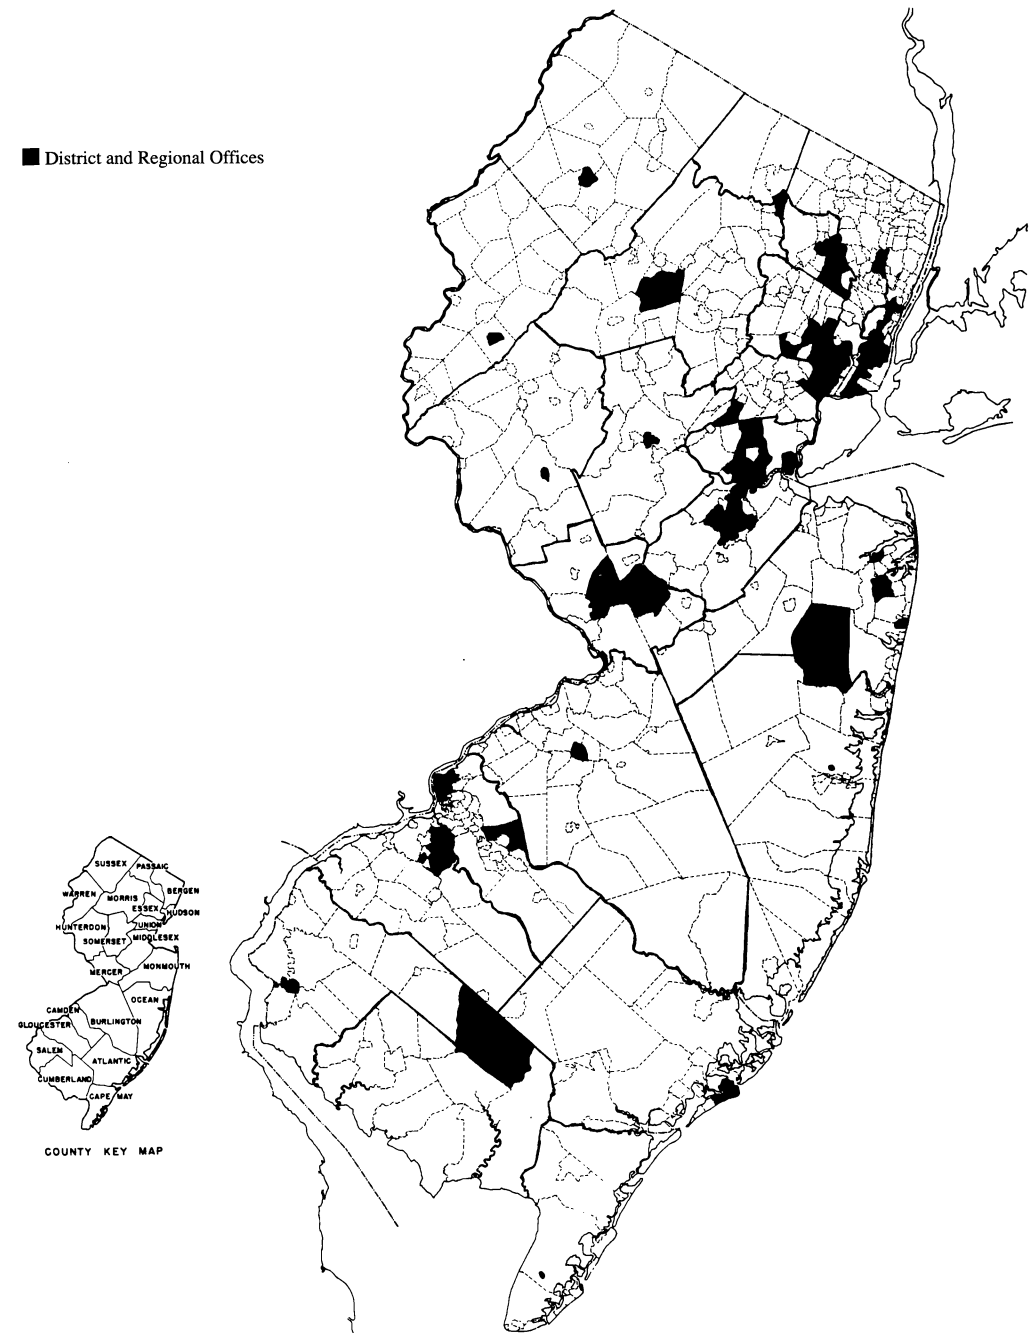 District and Regional Offices
SUSSEX
PASSAIC
WARREN
MORRIS
BERGEN
ESSEX
HUDSON
HUNTERDON
UNION
SOMERSET
MIDDLESEX
MERCER
MONMOUTH
OCEAN
CAMDEN
GLOUCESTER
BURLINGTON
SALEM
ATLANTIC
CUMBERLAND
CAPE MAY
COUNTY KEY MAP